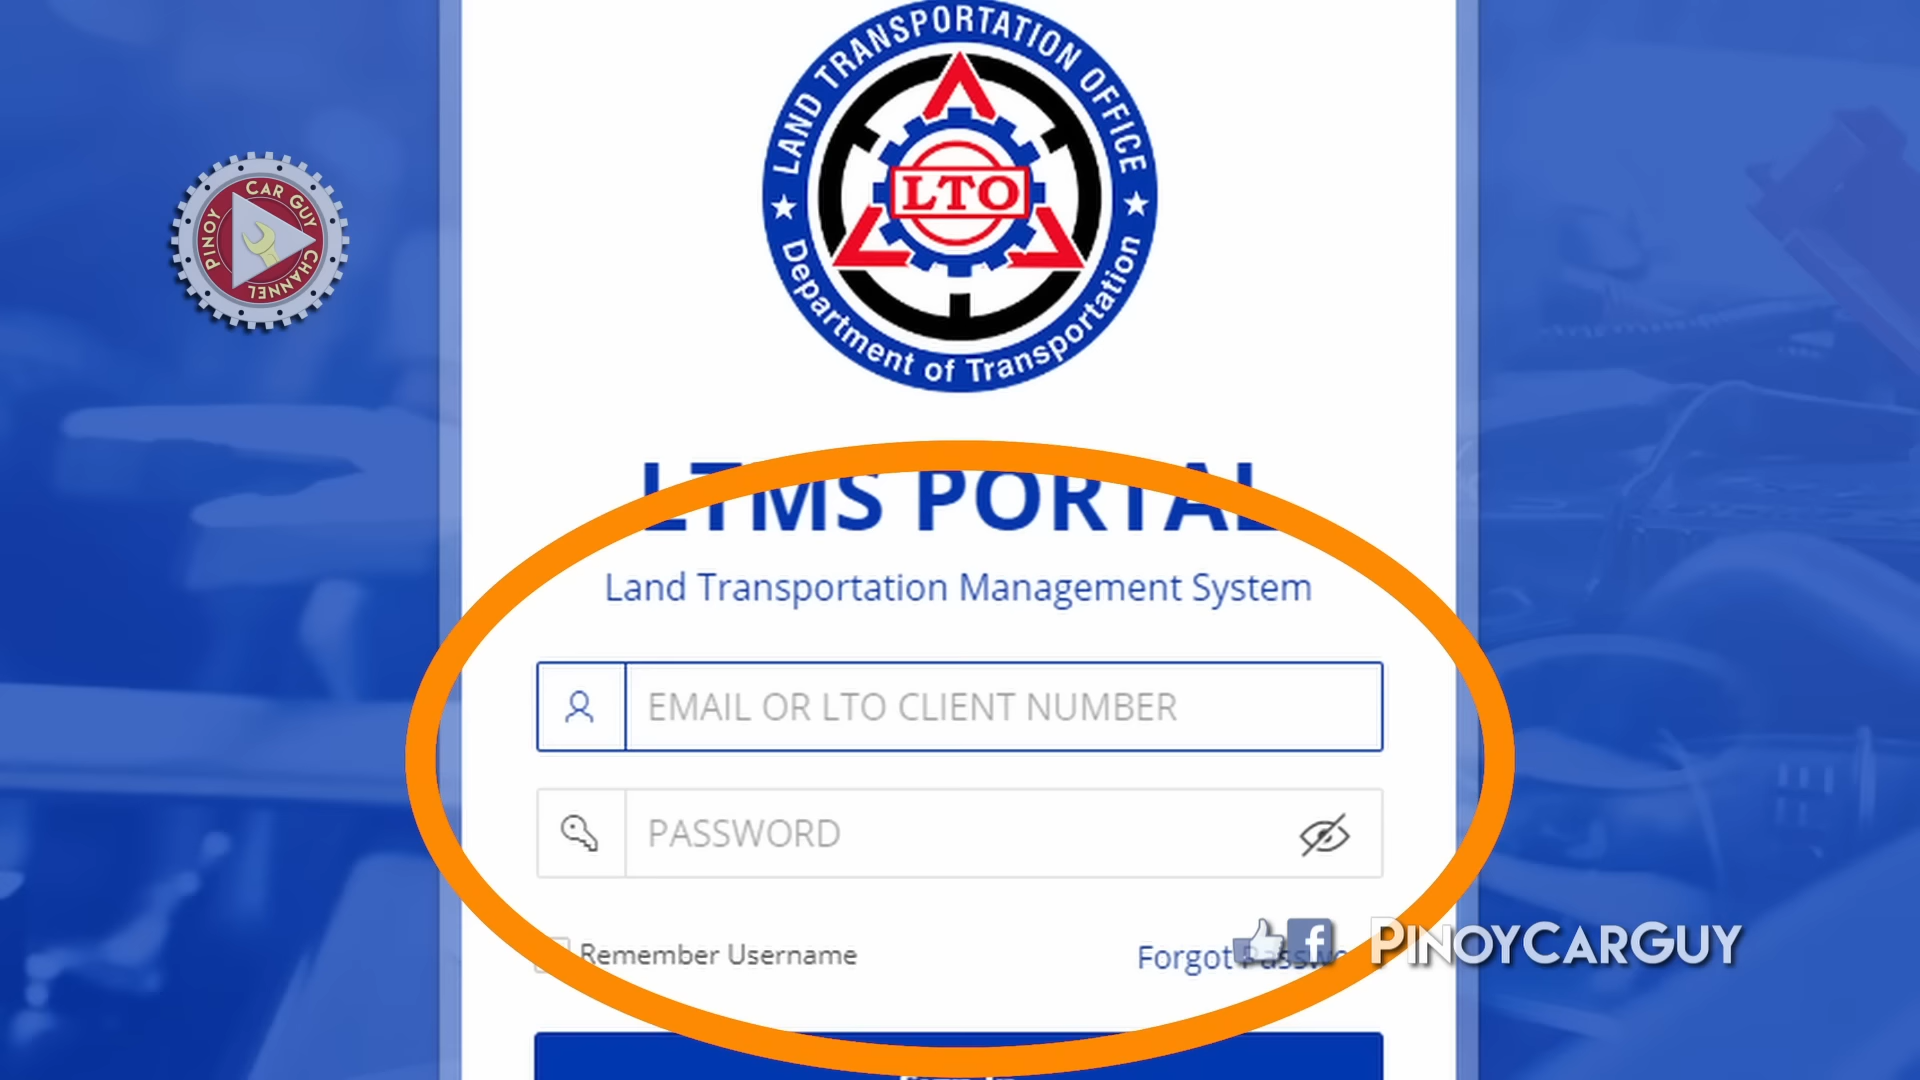 LAND TRANSPORTATION OFFICE
LTO
Department of Transportation
PINOY CAR GUY CHANNEL
LTMS PORTAL
Land Transportation Management System
EMAIL OR LTO CLIENT NUMBER
PASSWORD
Remember Username
Forgot
f
PINOYCARGUY